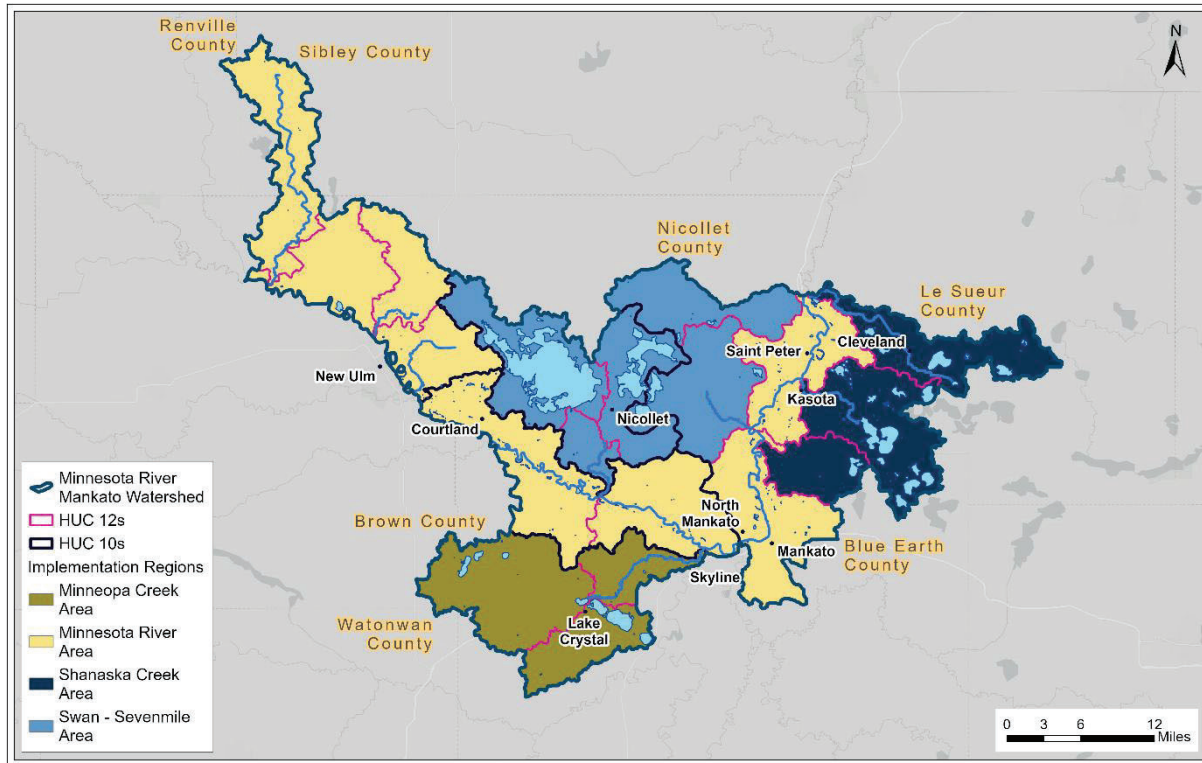 Renville
County
Sibley County
N
Nicollet
County
Le Sueur
County
Saint Peter
Cleveland
New Ulm
Kasota
Nicollet
Courtland
North
Mankato
Brown County
Mankato
Blue Earth
County
Skyline
Watonwan
County
Lake
Crystal
Minnesota River
Mankato Watershed
HUC 12s
HUC 10s
Implementation Regions
Minneopa Creek
Area
Minnesota River
Area
Shanaska Creek
Area
Swan - Sevenmile
Area
0 3 6 12
Miles